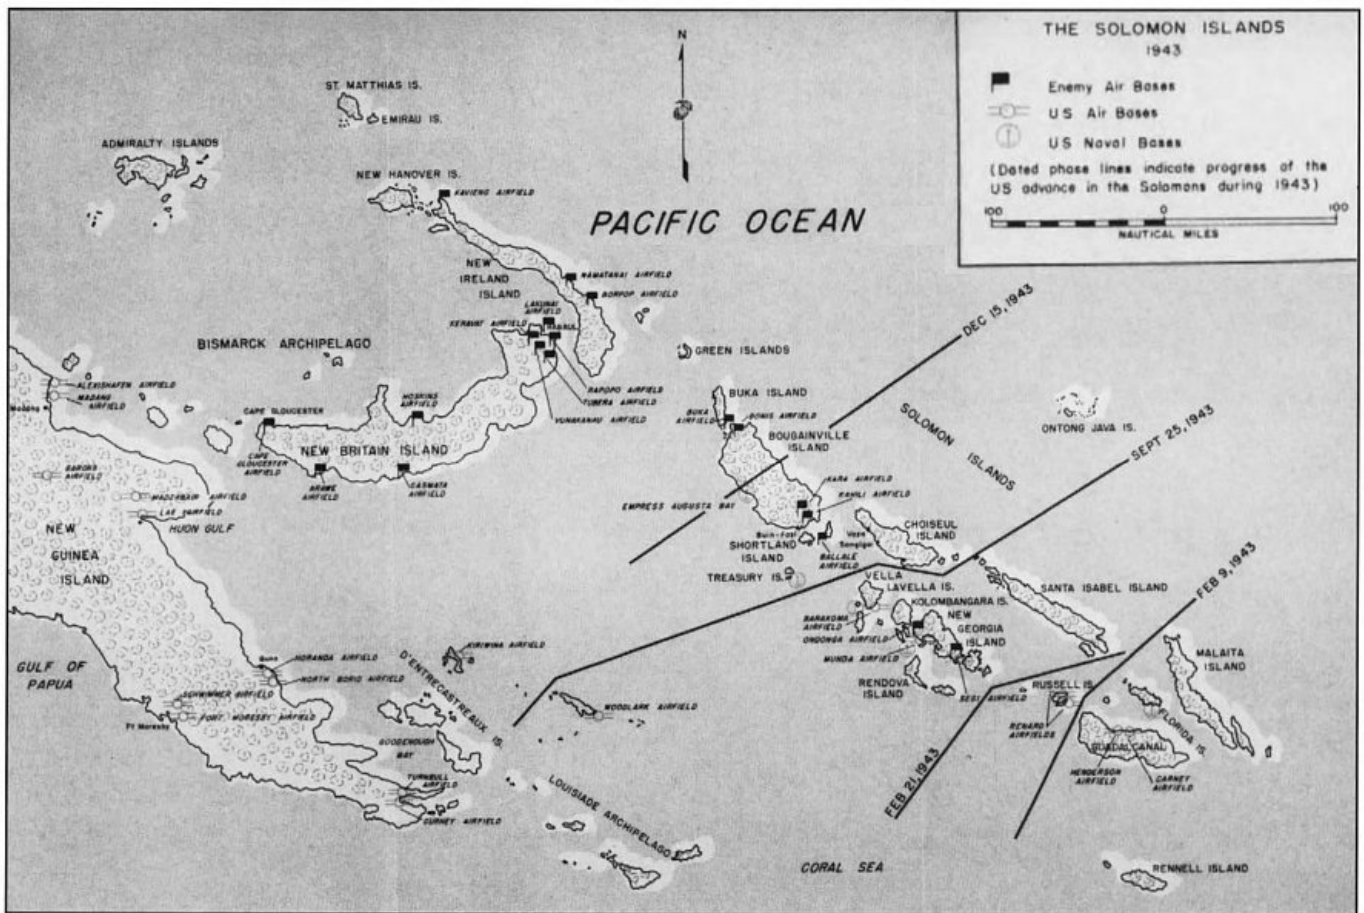 THE SOLOMON ISLANDS
1943
Enemy Air Bases
US Air Bases
US Naval Bases
(Dated phase lines indicate progress of the
US advance in the Solomons during 1943)
100
0
100
NAUTICAL MILES
N
ST MATTHIAS IS.
EMIRAU IS.
ADMIRALTY ISLANDS
NEW HANOVER IS.
KAVIENG AIRFIELD
PACIFIC OCEAN
NEW
IRELAND
ISLAND
NAMATANAI AIRFIELD
BORPOP AIRFIELD
LAKUNAI
AIRFIELD
KERAVAT AIRFIELD
RABAUL
BISMARCK ARCHIPELAGO
GREEN ISLANDS
DEC 15, 1943
RAPOPO AIRFIELD
TUBERA AIRFIELD
VUNAKANAU AIRFIELD
ALEXISHAFEN AIRFIELD
MADANG
AIRFIELD
Madang
HOSKINS
AIRFIELD
CAPE GLOUCESTER
NEW BRITAIN ISLAND
CAPE
GLOUCESTER
AIRFIELD
ARAWE
AIRFIELD
GASMATA
AIRFIELD
BUKA ISLAND
BUKA
AIRFIELD
BONIS AIRFIELD
BOUGAINVILLE
ISLAND
SOLOMON ISLANDS
ONTONG JAVA IS.
SEPT 25, 1943
KARA AIRFIELD
KAHILI AIRFIELD
EMPRESS AUGUSTA BAY
LAE AIRFIELD
HUON GULF
NEW
GUINEA
ISLAND
SHORTLAND
ISLAND
BALLALE
AIRFIELD
CHOISEUL
ISLAND
TREASURY IS.
VELLA
LAVELLA IS.
SANTA ISABEL ISLAND
FEB 9, 1943
KOLOMBANGARA IS.
NEW
GEORGIA
ISLAND
BARAKOMA
AIRFIELD
ONDONGA AIRFIELD
MUNDA AIRFIELD
RENDOVA
ISLAND
SEGI AIRFIELD
MALAITA
ISLAND
RUSSELL IS.
RENARD
AIRFIELDS
FLORIDA IS.
GUADALCANAL
HENDERSON
AIRFIELD
CARNEY
AIRFIELD
FEB 21, 1943
GULF OF
PAPUA
Buna
HORANDA AIRFIELD
NORTH BORIO AIRFIELD
SCHWIMMER AIRFIELD
PORT MORESBY AIRFIELD
Pt Moresby
KIRIWINA AIRFIELD
D'ENTRECASTREAUX IS.
GOODENOUGH
BAY
WOODLARK AIRFIELD
TURNBULL
AIRFIELD
GURNEY AIRFIELD
LOUISIADE ARCHIPELAGO
CORAL SEA
RENNELL ISLAND